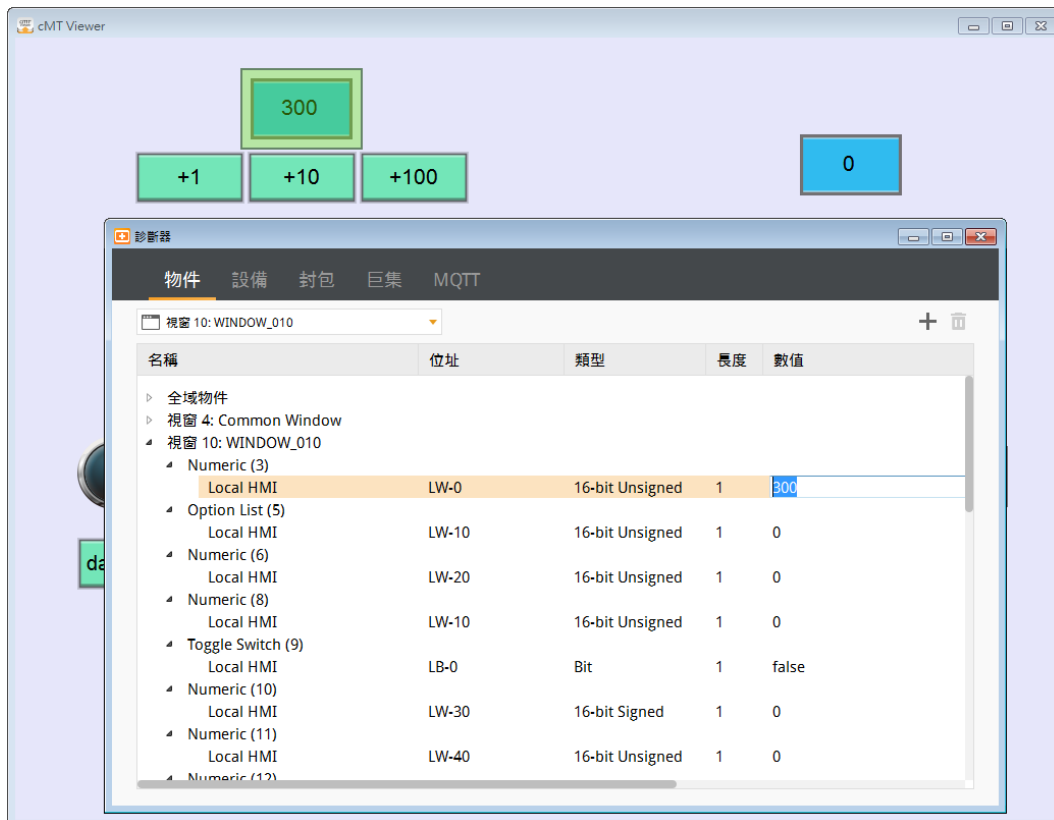 cMT Viewer
300
+1 +10 +100
0
診斷器
物件 設備 封包 巨集 MQTT
視窗 10: WINDOW_010
名稱 位址 類型 長度 數值
全域物件
視窗 4: Common Window
視窗 10: WINDOW_010
Numeric (3)
Local HMI LW-0 16-bit Unsigned 1 300
Option List (5)
Local HMI LW-10 16-bit Unsigned 1 0
Numeric (6)
Local HMI LW-20 16-bit Unsigned 1 0
Numeric (8)
Local HMI LW-10 16-bit Unsigned 1 0
Toggle Switch (9)
da
Local HMI LB-0 Bit 1 false
Numeric (10)
Local HMI LW-30 16-bit Signed 1 0
Numeric (11)
Local HMI LW-40 16-bit Unsigned 1 0
Numeric (12)